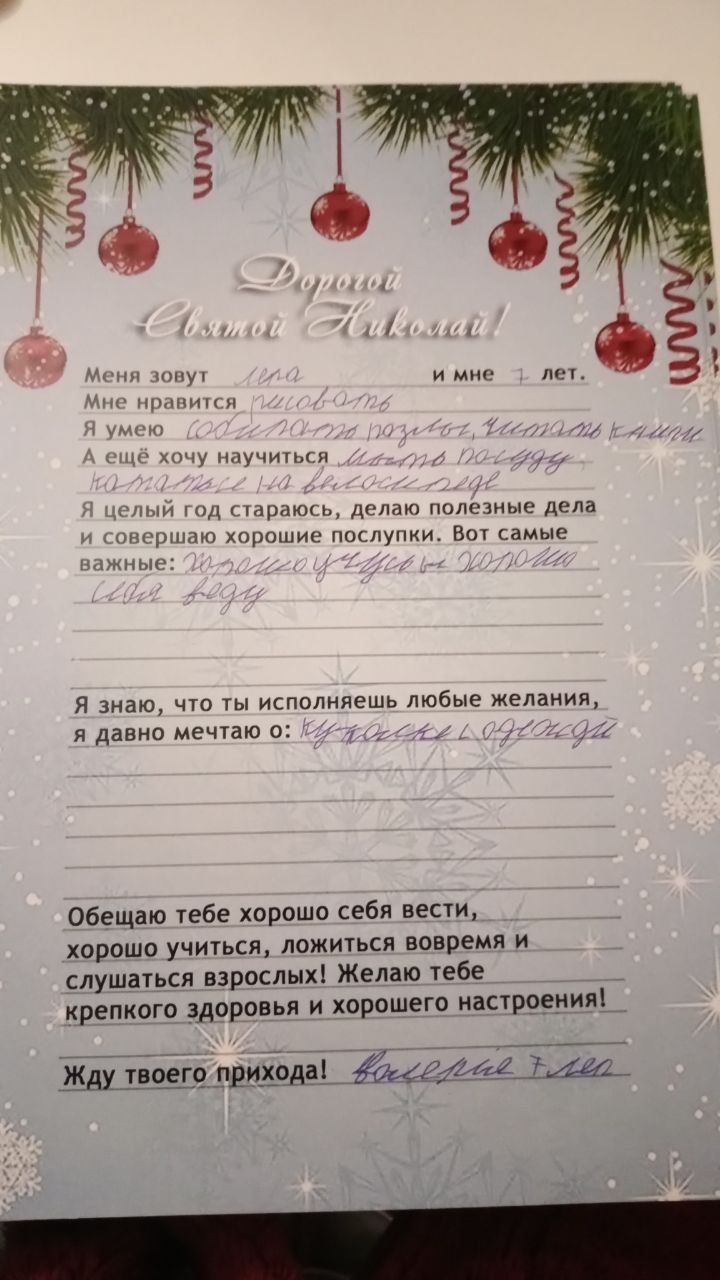 Дорогой
Святой Николай!
Меня зовут лера и мне 7 лет.
Мне нравится рисовать
Я умею собирать пазлы, читать книги
А ещё хочу научиться мыть посуду
кататься на велосипеде
Я целый год стараюсь, делаю полезные дела
и совершаю хорошие послупки. Вот самые
важные: хорошо учусь и хорошо
себя веду
Я знаю, что ты исполняешь любые желания,
я давно мечтаю о: одежди
Обещаю тебе хорошо себя вести,
хорошо учиться, ложиться вовремя и
слушаться взрослых! Желаю тебе
крепкого здоровья и хорошего настроения!
Жду твоего прихода! Валерія 7 лет